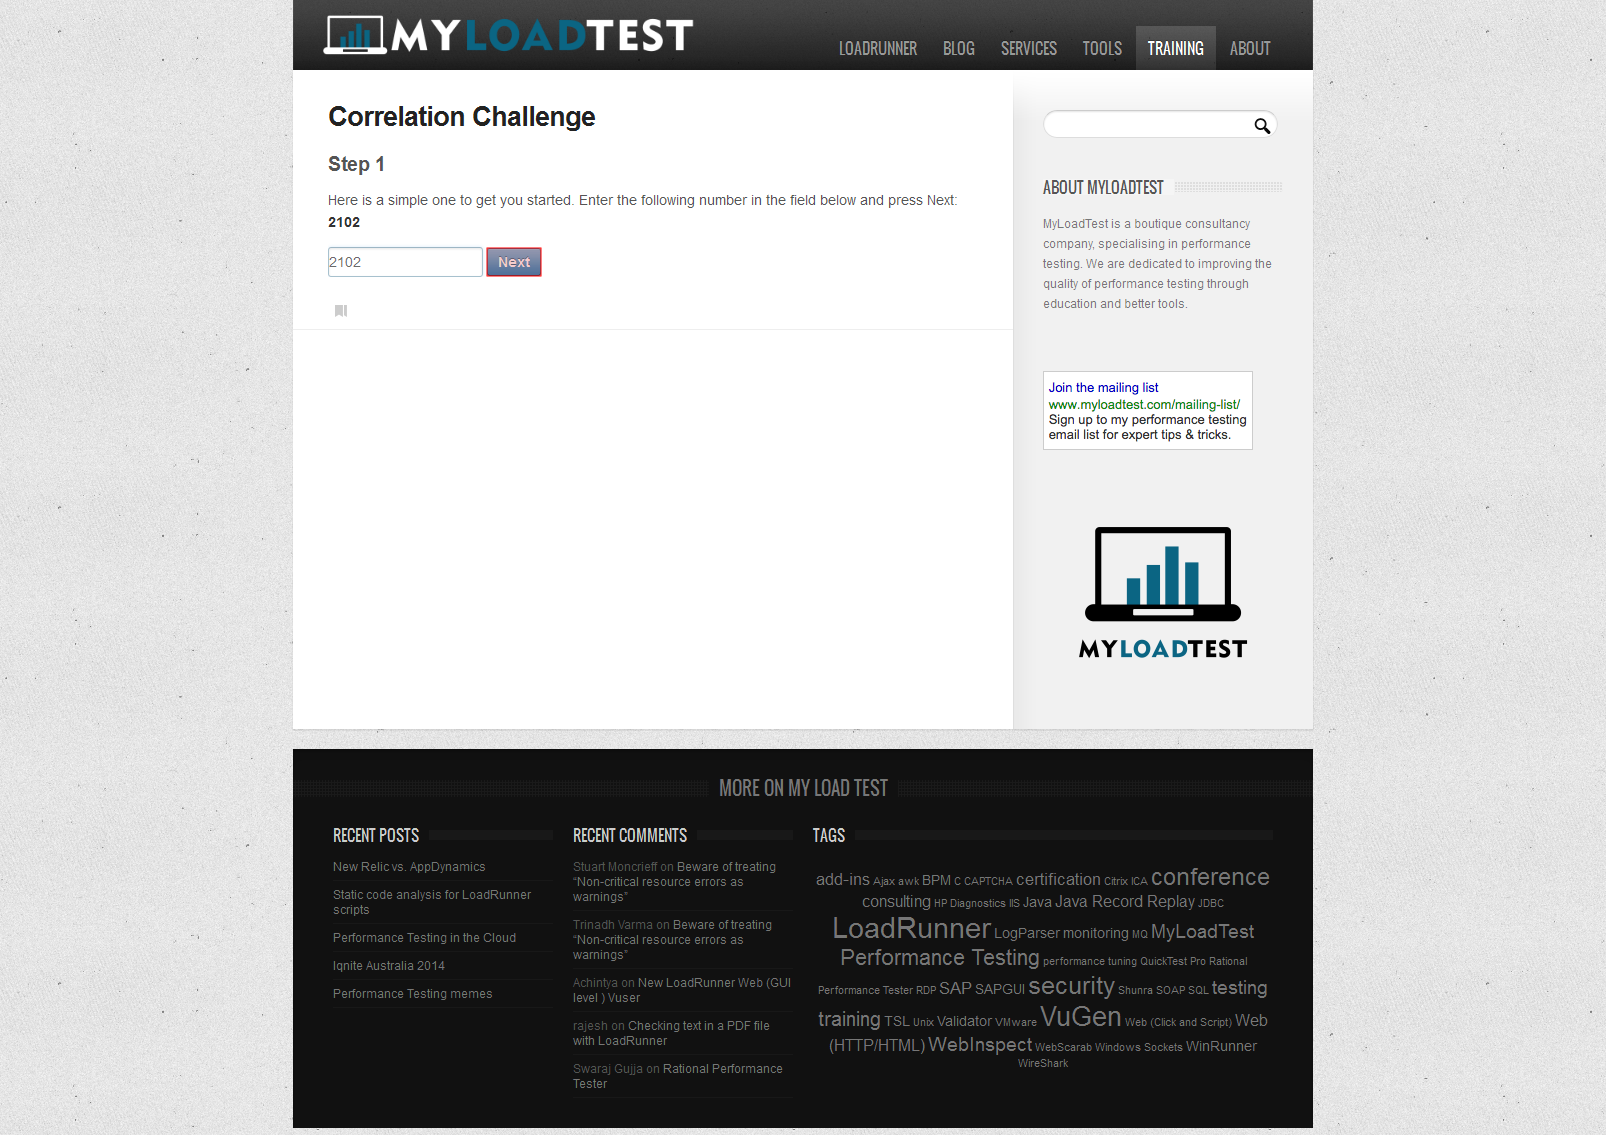 MYLOADTEST
LOADRUNNER BLOG SERVICES TOOLS TRAINING ABOUT
Correlation Challenge
Step 1
Here is a simple one to get you started. Enter the following number in the field below and press Next:
2102
2102 Next
ABOUT MYLOADTEST
MyLoadTest is a boutique consultancy
company, specialising in performance
testing. We are dedicated to improving the
quality of performance testing through
education and better tools.
Join the mailing list
www.myloadtest.com/mailing-list/
Sign up to my performance testing
email list for expert tips & tricks.
MYLOADTEST
MORE ON MY LOAD TEST
RECENT POSTS
New Relic vs. AppDynamics
Static code analysis for LoadRunner
scripts
Performance Testing in the Cloud
Iqnite Australia 2014
Performance Testing memes
RECENT COMMENTS
Stuart Moncrieff on Beware of treating
“Non-critical resource errors as
warnings”
Trinadh Varma on Beware of treating
“Non-critical resource errors as
warnings”
Achintya on New LoadRunner Web (GUI
level ) Vuser
rajesh on Checking text in a PDF file
with LoadRunner
Swaraj Gujja on Rational Performance
Tester
TAGS
add-ins Ajax awk BPM C CAPTCHA certification Citrix ICA conference
consulting HP Diagnostics IIS Java Java Record Replay JDBC
LoadRunner LogParser monitoring MQ MyLoadTest
Performance Testing performance tuning QuickTest Pro Rational
Performance Tester RDP SAP SAPGUI security Shunra SOAP SQL testing
training TSL Unix Validator VMware VuGen Web (Click and Script) Web
(HTTP/HTML) WebInspect WebScarab Windows Sockets WinRunner
WireShark